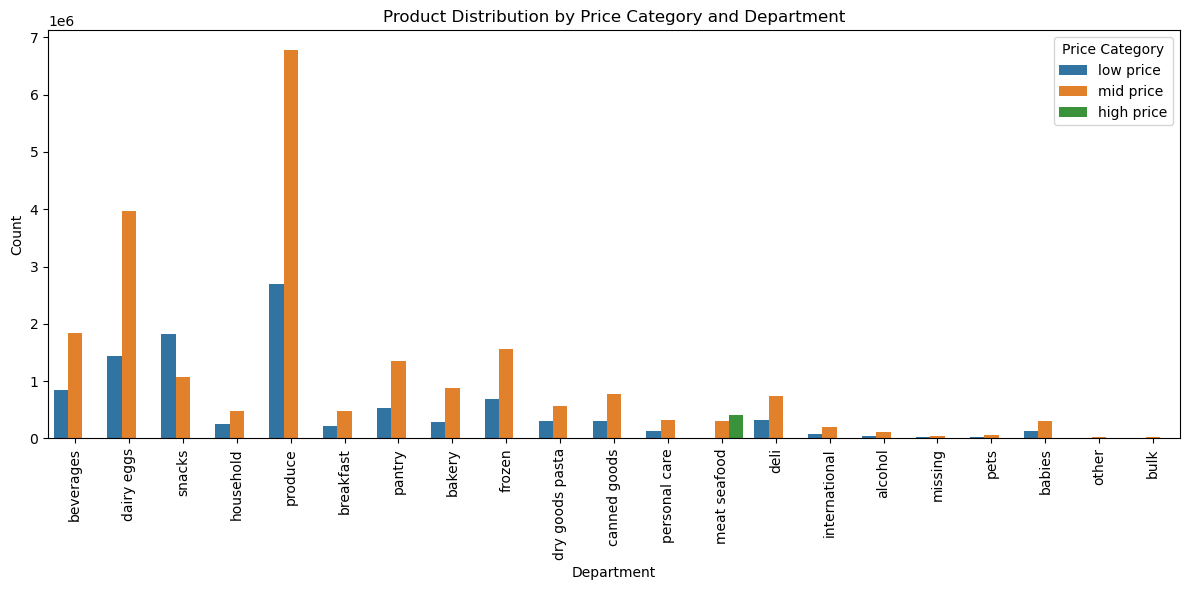 Product Distribution by Price Category and Department
1e6
Price Category
low price
mid price
high price
7
6
5
4
3
2
1
0
Count
beverages
dairy eggs
snacks
household
produce
breakfast
pantry
bakery
frozen
dry goods pasta
canned goods
personal care
meat seafood
deli
international
alcohol
missing
pets
babies
other
bulk
Department